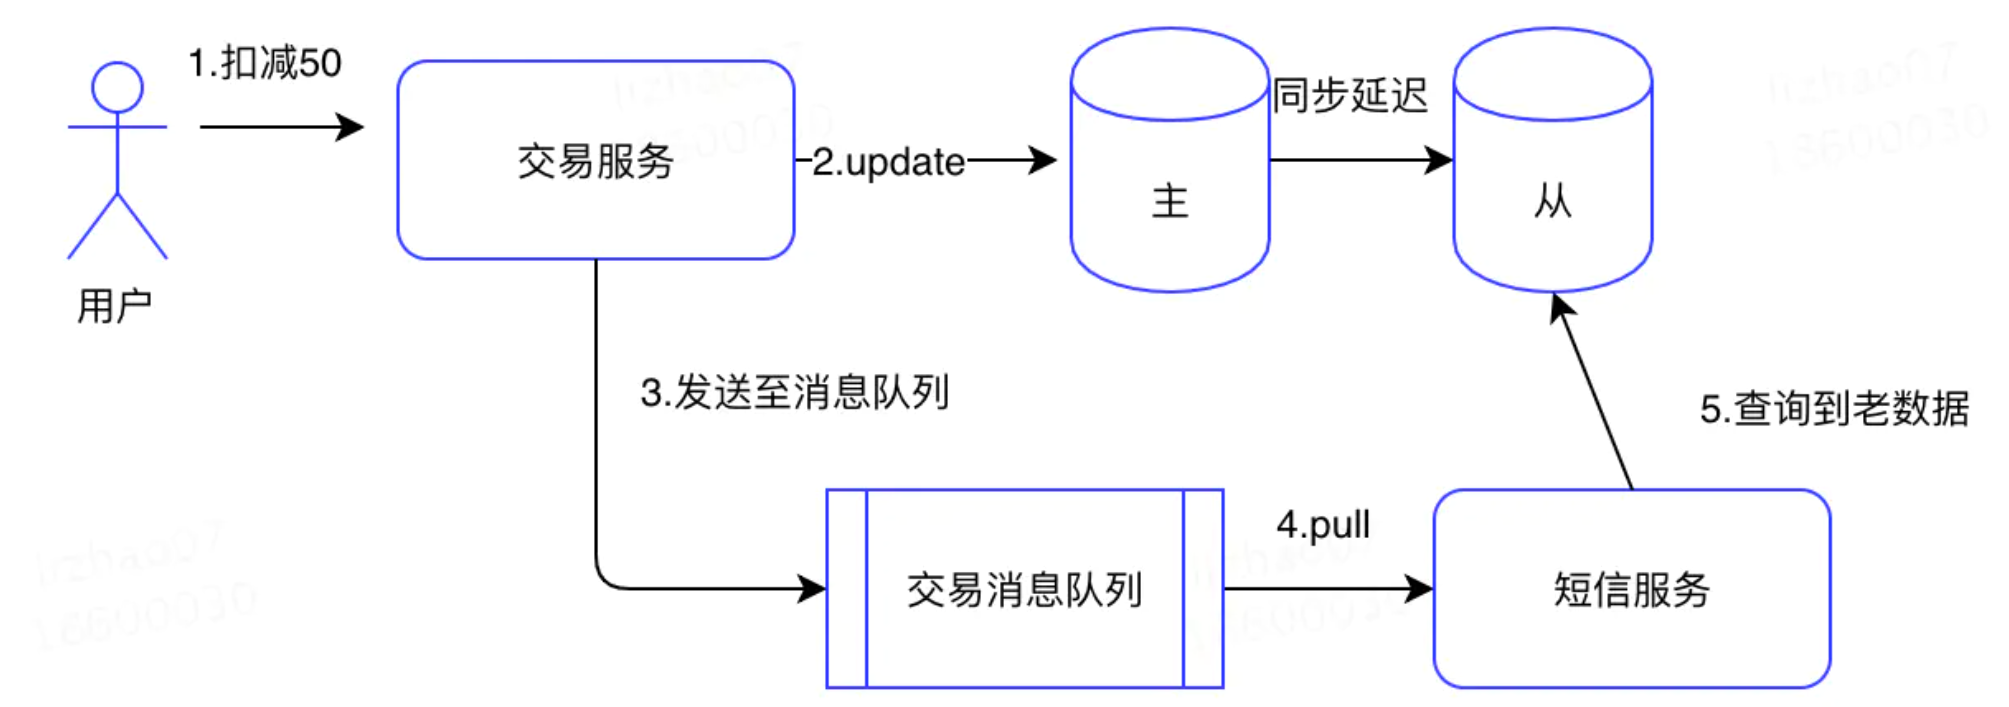 1.扣减50
用户
交易服务
2.update
主
同步延迟
从
3.发送至消息队列
交易消息队列
4.pull
短信服务
5.查询到老数据